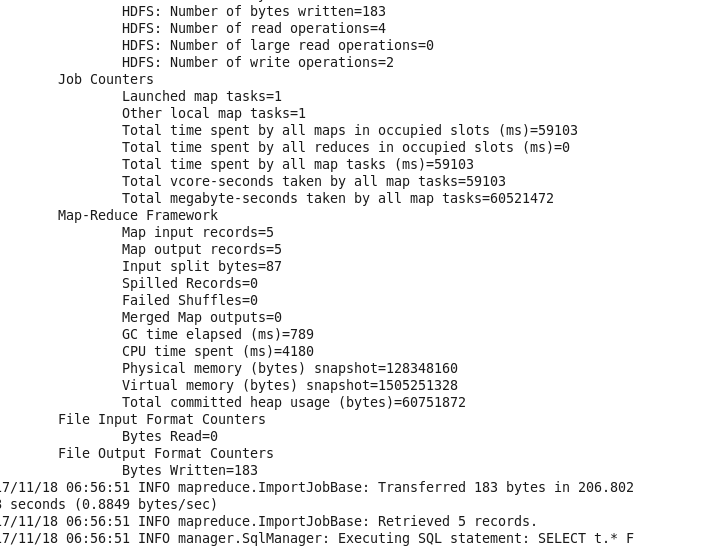 HDFS: Number of bytes written=183
HDFS: Number of read operations=4
HDFS: Number of large read operations=0
HDFS: Number of write operations=2
Job Counters
Launched map tasks=1
Other local map tasks=1
Total time spent by all maps in occupied slots (ms)=59103
Total time spent by all reduces in occupied slots (ms)=0
Total time spent by all map tasks (ms)=59103
Total vcore-seconds taken by all map tasks=59103
Total megabyte-seconds taken by all map tasks=60521472
Map-Reduce Framework
Map input records=5
Map output records=5
Input split bytes=87
Spilled Records=0
Failed Shuffles=0
Merged Map outputs=0
GC time elapsed (ms)=789
CPU time spent (ms)=4180
Physical memory (bytes) snapshot=128348160
Virtual memory (bytes) snapshot=1505251328
Total committed heap usage (bytes)=60751872
File Input Format Counters
Bytes Read=0
File Output Format Counters
Bytes Written=183
7/11/18 06:56:51 INFO mapreduce.ImportJobBase: Transferred 183 bytes in 206.802
seconds (0.8849 bytes/sec)
7/11/18 06:56:51 INFO mapreduce.ImportJobBase: Retrieved 5 records.
7/11/18 06:56:51 INFO manager.SqlManager: Executing SQL statement: SELECT t.* F